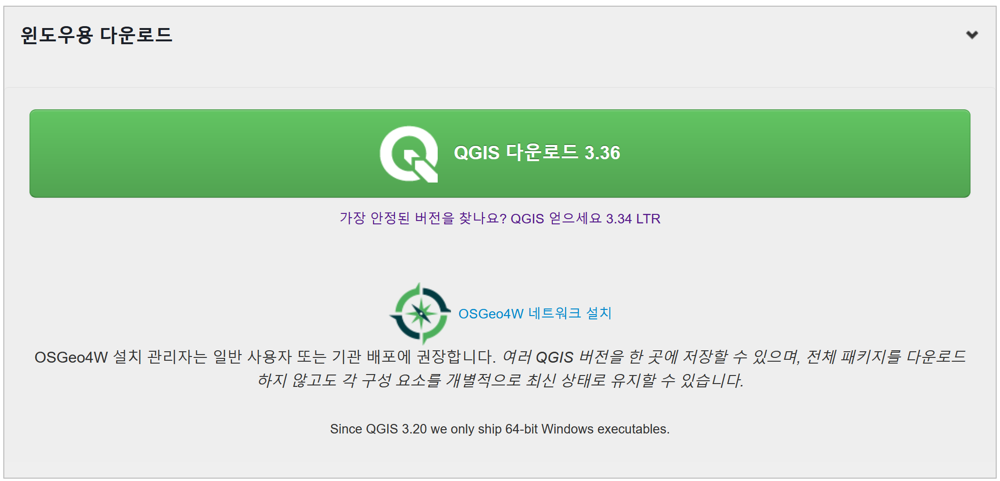 윈도우용 다운로드
QGIS 다운로드 3.36
가장 안정된 버전을 찾나요? QGIS 얻으세요 3.34 LTR
OSGeo4W 네트워크 설치
OSGeo4W 설치 관리자는 일반 사용자 또는 기관 배포에 권장합니다. 여러 QGIS 버전을 한 곳에 저장할 수 있으며, 전체 패키지를 다운로드
하지 않고도 각 구성 요소를 개별적으로 최신 상태로 유지할 수 있습니다.
Since QGIS 3.20 we only ship 64-bit Windows executables.